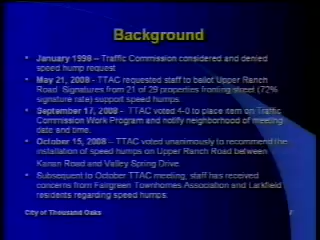 Background
• January 1999 – Traffic Commission considered and denied
speed hump request
• May 21, 2008 - TTAC requested staff to ballot Upper Ranch
Road. Signatures from 21 of 29 properties fronting street (72%
signature rate) support speed humps.
• September 17, 2008 - TTAC voted 4-0 to place item on Traffic
Commission Work Program and notify neighborhood of meeting
date and time.
• October 15, 2008 – TTAC voted unanimously to recommend the
installation of speed humps on Upper Ranch Road between
Kanan Road and Valley Spring Drive.
• Subsequent to October TTAC meeting, staff has received
concerns from Fallgreen Townhomes Association and Larkfield
residents regarding speed humps.
City of Thousand Oaks